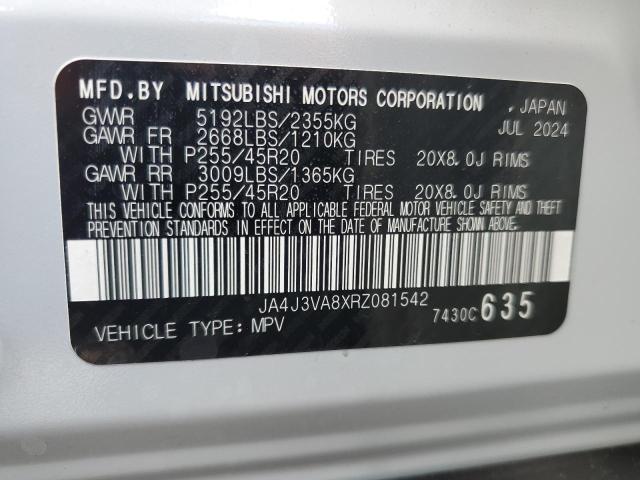 MFD.BY MITSUBISHI MOTORS CORPORATION , JAPAN
GVWR 5192LBS/2355KG JUL 2024
GAWR FR 2668LBS/1210KG
WITH P255/45R20 TIRES 20X8.0J RIMS
GAWR RR 3009LBS/1365KG
WITH P255/45R20 TIRES 20X8.0J RIMS
THIS VEHICLE CONFORMS TO ALL APPLICABLE FEDERAL MOTOR VEHICLE SAFETY AND THEFT
PREVENTION STANDARDS IN EFFECT ON THE DATE OF MANUFACTURE SHOWN ABOVE.
JA4J3VA8XRZ081542
VEHICLE TYPE: MPV 7430C 635